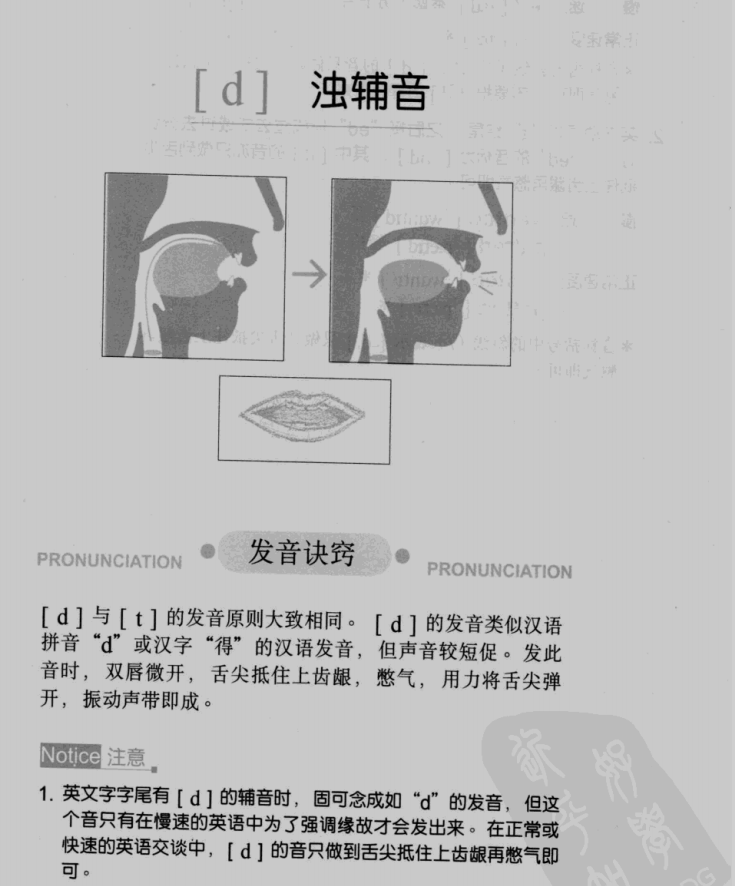 [ d ] 浊辅音
PRONUNCIATION 发音诀窍 PRONUNCIATION
[ d ] 与 [ t ] 的发音原则大致相同。 [ d ] 的发音类似汉语
拼音“d”或汉字“得”的汉语发音，但声音较短促。发此
音时，双唇微开，舌尖抵住上齿龈，憋气，用力将舌尖弹
开，振动声带即成。
Notice 注意
1. 英文字字尾有 [ d ] 的辅音时，固可念成如“d”的发音，但这
个音只有在慢速的英语中为了强调缘故才会发出来。在正常或
快速的英语交谈中，[ d ] 的音只做到舌尖抵住上齿龈再憋气即
可。